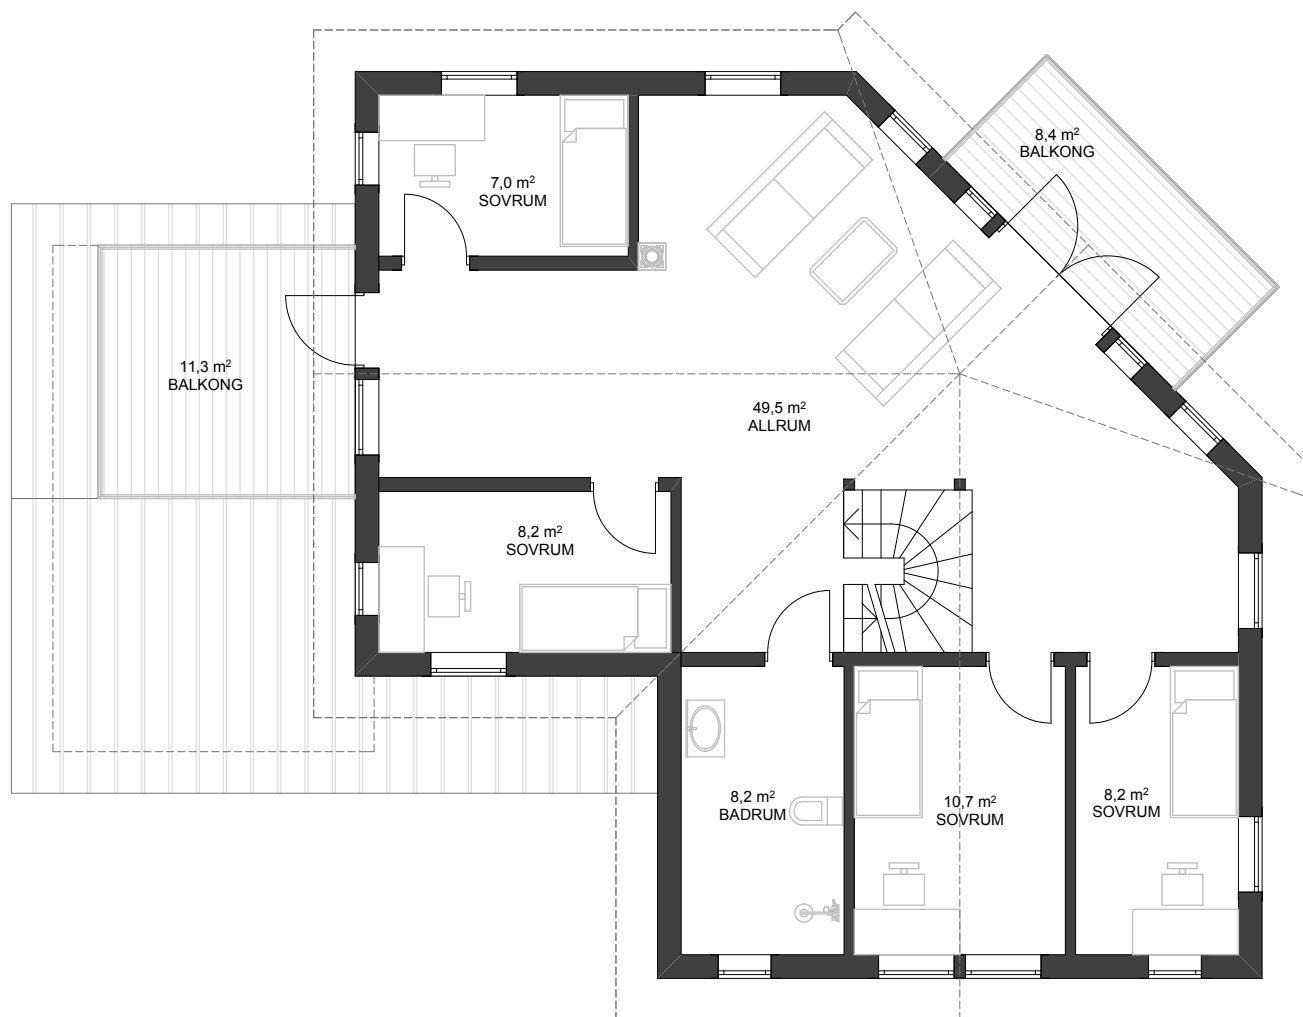 8,4 m²
BALKONG
7,0 m²
SOVRUM
11,3 m²
BALKONG
49,5 m²
ALLRUM
8,2 m²
SOVRUM
8,2 m²
BADRUM
10,7 m²
SOVRUM
8,2 m²
SOVRUM